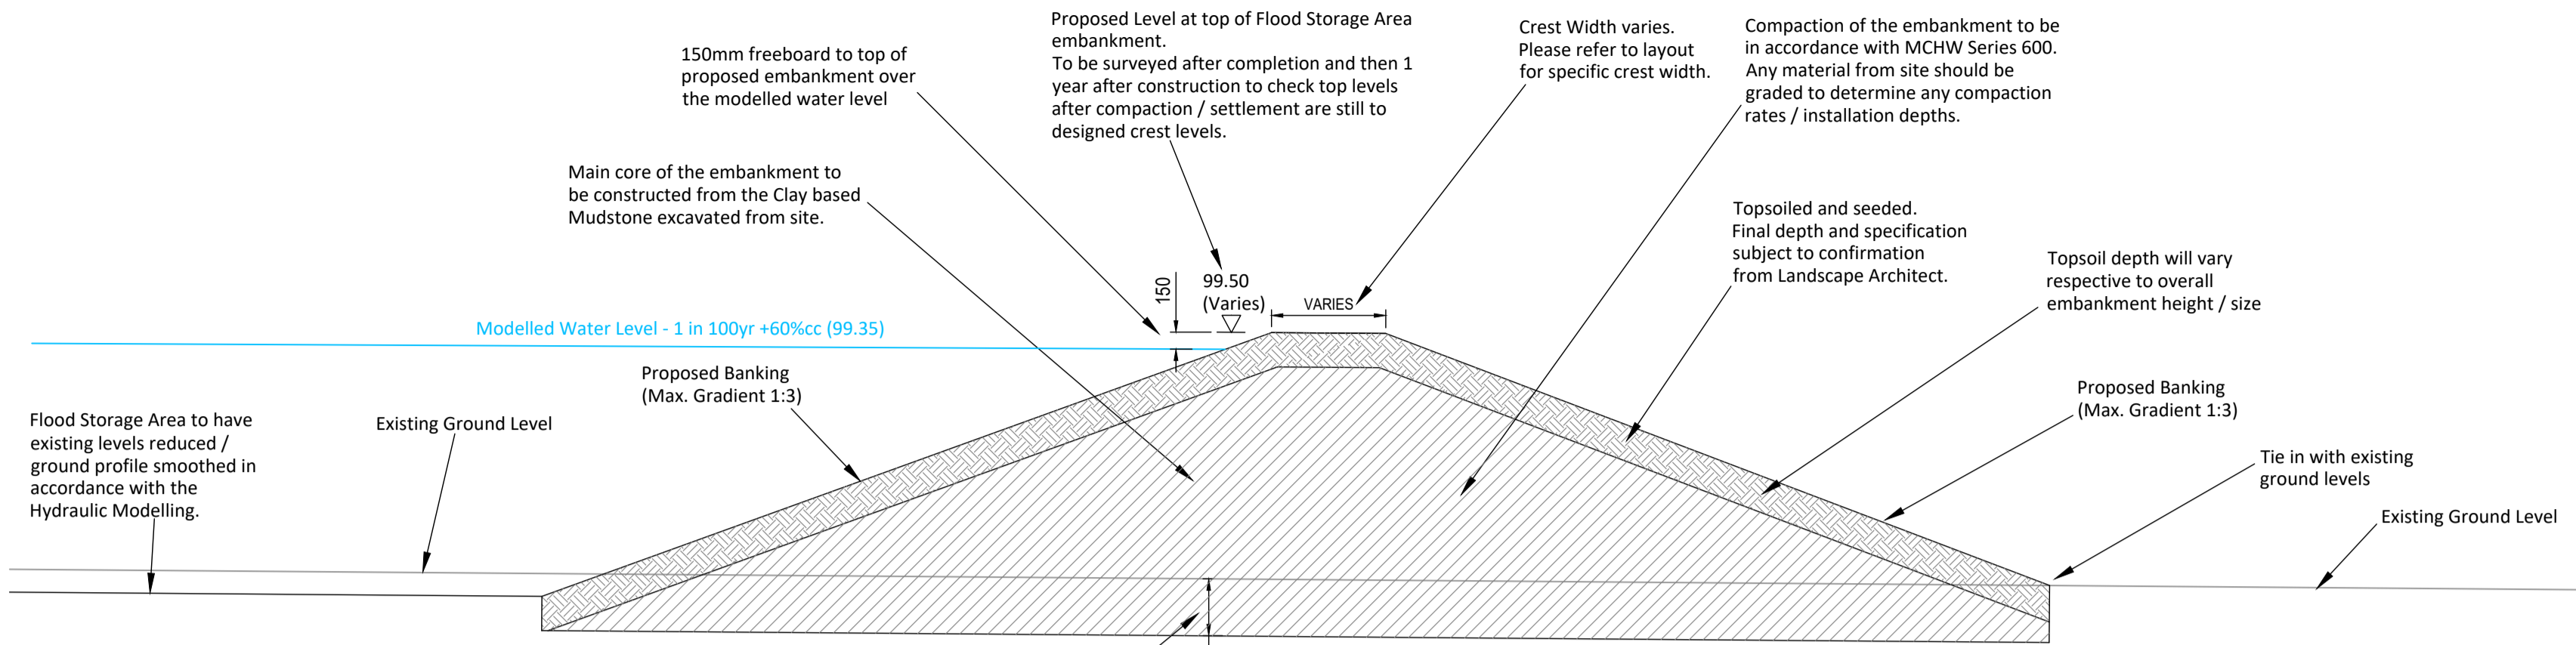 Proposed Level at top of Flood Storage Area
embankment.
To be surveyed after completion and then 1
year after construction to check top levels
after compaction / settlement are still to
designed crest levels.
Crest Width varies.
Please refer to layout
for specific crest width.
Compaction of the embankment to be
in accordance with MCHW Series 600.
Any material from site should be
graded to determine any compaction
rates / installation depths.
150mm freeboard to top of
proposed embankment over
the modelled water level
Main core of the embankment to
be constructed from the Clay based
Mudstone excavated from site.
Topsoiled and seeded.
Final depth and specification
subject to confirmation
from Landscape Architect.
Topsoil depth will vary
respective to overall
embankment height / size
150
99.50
(Varies)
VARIES
Modelled Water Level - 1 in 100yr +60%cc (99.35)
Proposed Banking
(Max. Gradient 1:3)
Proposed Banking
(Max. Gradient 1:3)
Flood Storage Area to have
existing levels reduced /
ground profile smoothed in
accordance with the
Hydraulic Modelling.
Existing Ground Level
Tie in with existing
ground levels
Existing Ground Level